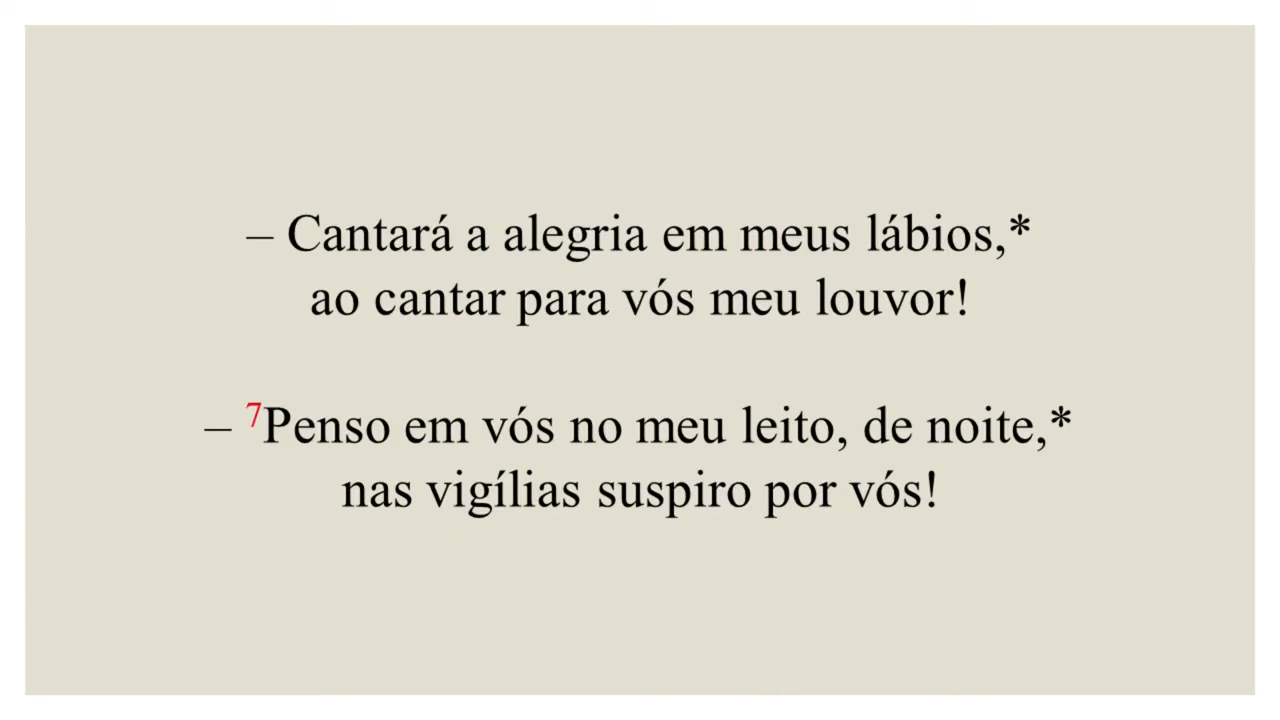 – Cantará a alegria em meus lábios,*
ao cantar para vós meu louvor!
– ⁷Penso em vós no meu leito, de noite,*
nas vigílias suspiro por vós!